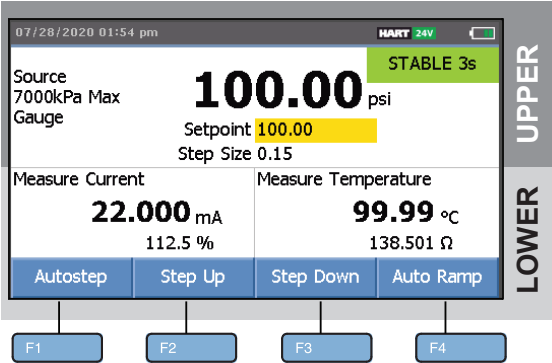 07/28/2020 01:54 pm HART 24V
STABLE 3s
Source
7000kPa Max
Gauge
100.00 psi
Setpoint 100.00
Step Size 0.15
Measure Current
22.000 mA
112.5 %
Measure Temperature
99.99 °C
138.501 Ω
Autostep Step Up Step Down Auto Ramp
F1 F2 F3 F4
UPPER
LOWER